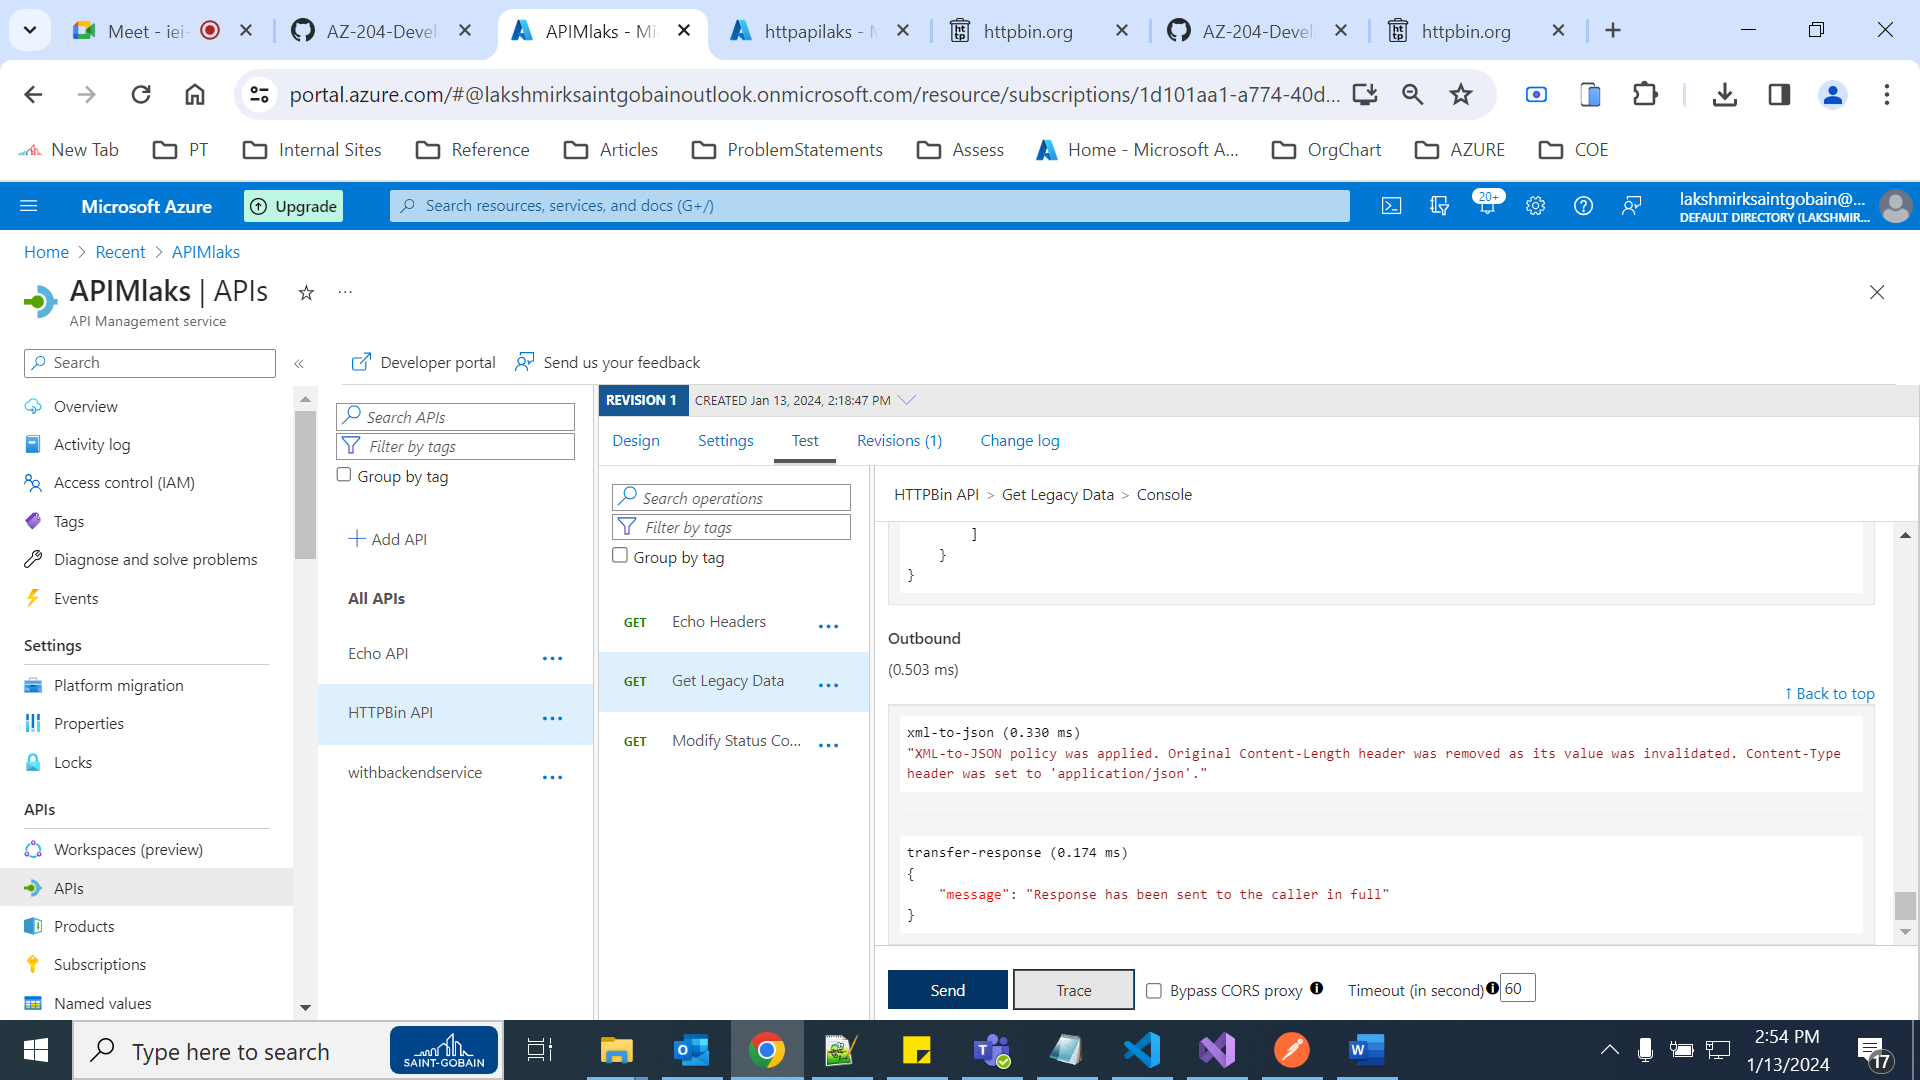 Meet - iei-
AZ-204-Devel
APIMlaks - Mi
httpapilaks - M
httpbin.org
AZ-204-Devel
httpbin.org
portal.azure.com/#@lakshmirksaintgobainoutlook.onmicrosoft.com/resource/subscriptions/1d101aa1-a774-40d...
New Tab
PT
Internal Sites
Reference
Articles
ProblemStatements
Assess
Home - Microsoft A...
OrgChart
AZURE
COE
Microsoft Azure
Upgrade
Search resources, services, and docs (G+/)
20+
lakshmirksaintgobain@...
DEFAULT DIRECTORY (LAKSHMIR...
Home > Recent > APIMlaks
APIMlaks | APIs
...
API Management service
Search
«
Developer portal
Send us your feedback
Overview
Activity log
Access control (IAM)
Tags
Diagnose and solve problems
Events
Settings
Platform migration
Properties
Locks
APIs
Workspaces (preview)
APIs
Products
Subscriptions
Named values
Search APIs
Filter by tags
Group by tag
Add API
All APIs
Echo API ...
HTTPBin API ...
withbackendservice ...
REVISION 1 CREATED Jan 13, 2024, 2:18:47 PM
Design
Settings
Test
Revisions (1)
Change log
Search operations
Filter by tags
Group by tag
GET Echo Headers ...
GET Get Legacy Data ...
GET Modify Status Co... ...
HTTPBin API > Get Legacy Data > Console
]
}
}
Outbound
(0.503 ms)
↑ Back to top
xml-to-json (0.330 ms)
"XML-to-JSON policy was applied. Original Content-Length header was removed as its value was invalidated. Content-Type
header was set to 'application/json'."
transfer-response (0.174 ms)
{
"message": "Response has been sent to the caller in full"
}
Send
Trace
Bypass CORS proxy
Timeout (in second)
60
Type here to search
SAINT-GOBAIN
2:54 PM
1/13/2024
17